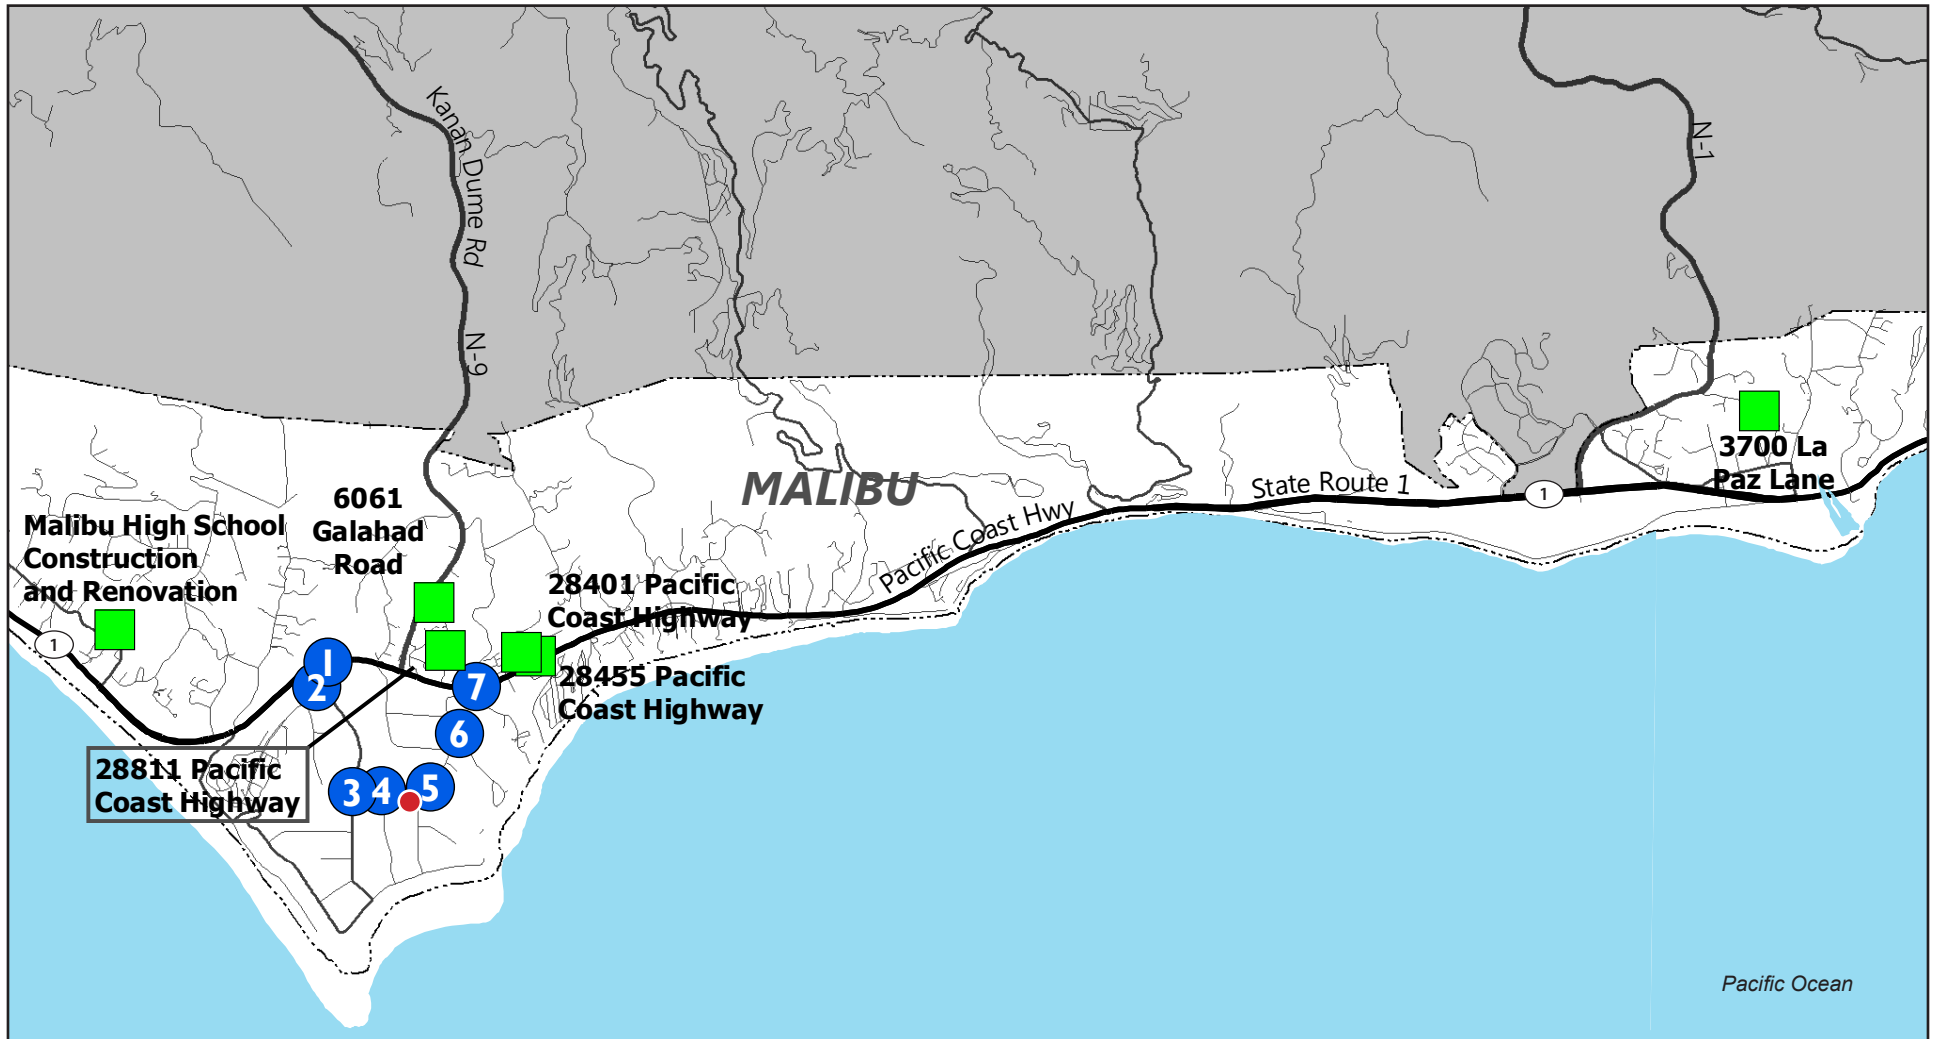 Kanan Dume Rd
N-9
N-1
MALIBU
Pacific Coast Hwy
State Route 1
1
3700 La
Paz Lane
6061
Galahad
Road
Malibu High School
Construction
and Renovation
1
28401 Pacific
Coast Highway
28455 Pacific
Coast Highway
1
2
7
6
3
4
5
28811 Pacific
Coast Highway
Pacific Ocean